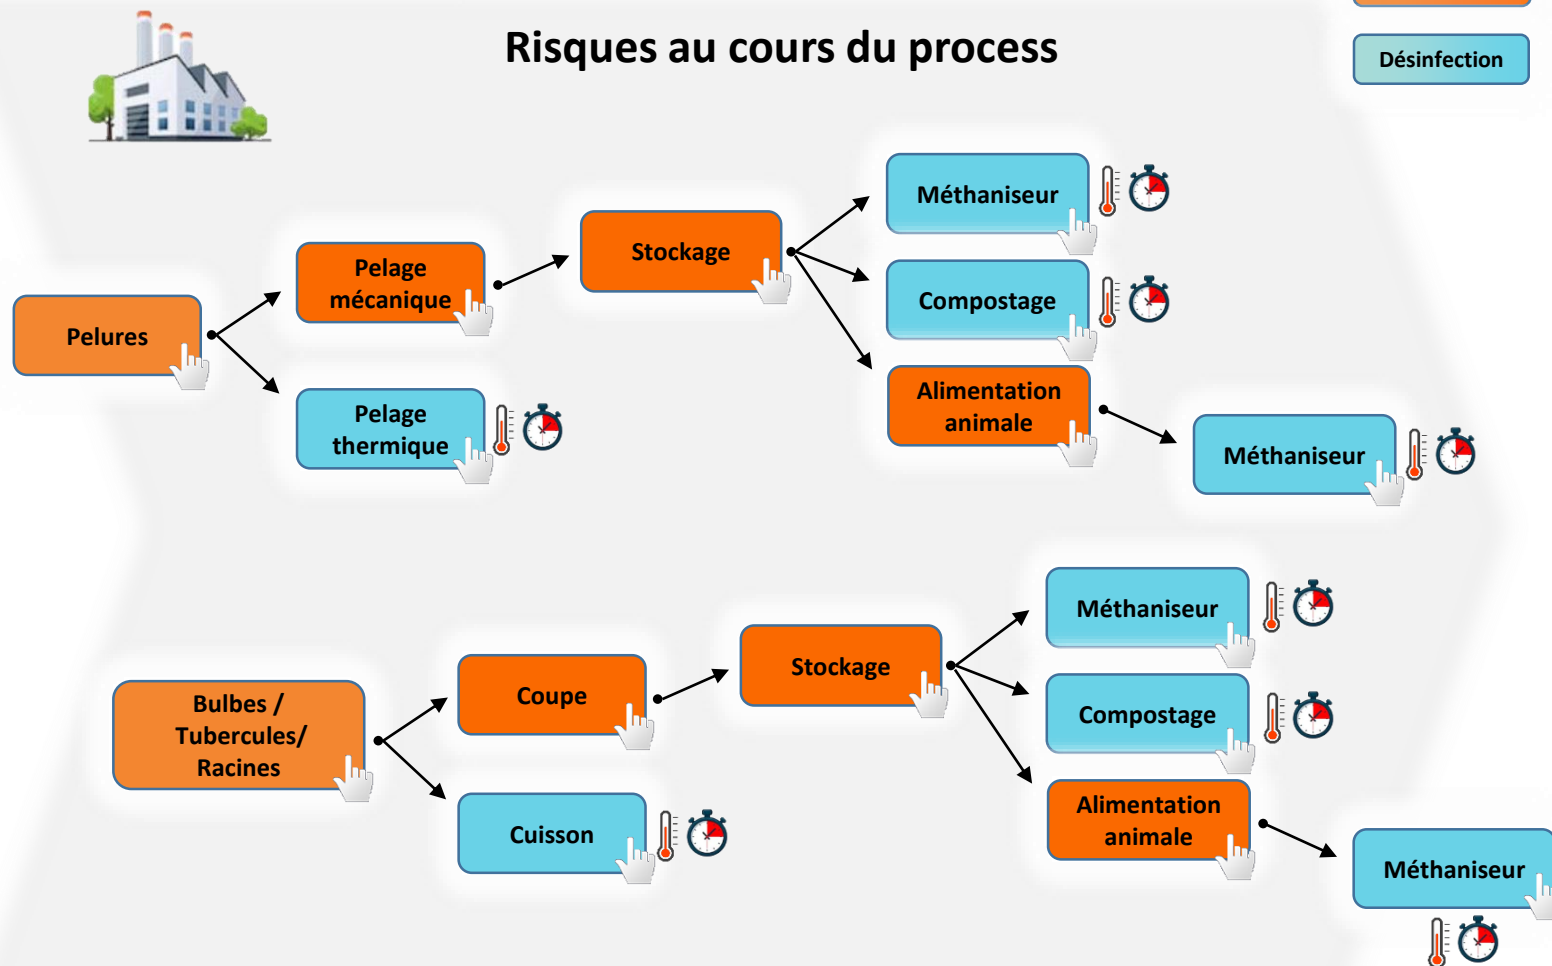 Risques au cours du process
Désinfection
Méthaniseur
Stockage
Pelage
mécanique
Compostage
Pelures
Alimentation
animale
Pelage
thermique
Méthaniseur
Méthaniseur
Stockage
Coupe
Bulbes /
Tubercules/
Racines
Compostage
Alimentation
animale
Cuisson
Méthaniseur